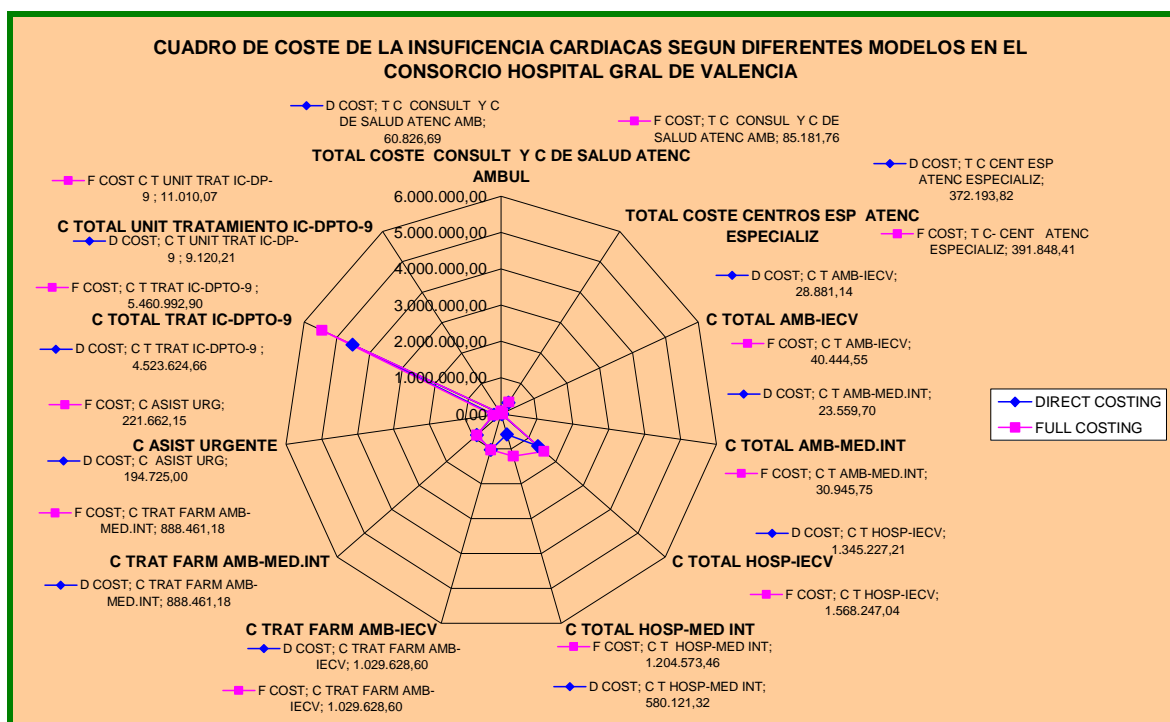 CUADRO DE COSTE DE LA INSUFICENCIA CARDIACAS SEGUN DIFERENTES MODELOS EN EL
CONSORCIO HOSPITAL GRAL DE VALENCIA
D COST; T C CONSULT Y C
DE SALUD ATENC AMB;
60.826,69
F COST; T C CONSUL Y C DE
SALUD ATENC AMB; 85.181,76
TOTAL COSTE CONSULT Y C DE SALUD ATENC
AMBUL
D COST; T C CENT ESP
ATENC ESPECIALIZ;
372.193,82
F COST C T UNIT TRAT IC-DP-
9 ; 11.010,07
TOTAL COSTE CENTROS ESP ATENC
ESPECIALIZ
F COST; T C- CENT ATENC
ESPECIALIZ; 391.848,41
C TOTAL UNIT TRATAMIENTO IC-DPTO-9
D COST; C T UNIT TRAT IC-DP-
9 ; 9.120,21
6.000.000,00
5.000.000,00
4.000.000,00
3.000.000,00
2.000.000,00
1.000.000,00
0,00
D COST; C T AMB-IECV;
28.881,14
F COST; C T TRAT IC-DPTO-9 ;
5.460.992,90
C TOTAL TRAT IC-DPTO-9
C TOTAL AMB-IECV
F COST; C T AMB-IECV;
40.444,55
D COST; C T TRAT IC-DPTO-9 ;
4.523.624,66
D COST; C T AMB-MED.INT;
23.559,70
DIRECT COSTING
FULL COSTING
F COST; C ASIST URG;
221.662,15
C ASIST URGENTE
C TOTAL AMB-MED.INT
D COST; C ASIST URG;
194.725,00
F COST; C T AMB-MED.INT;
30.945,75
F COST; C TRAT FARM AMB-
MED.INT; 888.461,18
D COST; C T HOSP-IECV;
1.345.227,21
C TRAT FARM AMB-MED.INT
C TOTAL HOSP-IECV
D COST; C TRAT FARM AMB-
MED.INT; 888.461,18
F COST; C T HOSP-IECV;
1.568.247,04
C TRAT FARM AMB-IECV
C TOTAL HOSP-MED INT
D COST; C TRAT FARM AMB-
IECV; 1.029.628,60
F COST; C T HOSP-MED INT;
1.204.573,46
F COST; C TRAT FARM AMB-
IECV; 1.029.628,60
D COST; C T HOSP-MED INT;
580.121,32